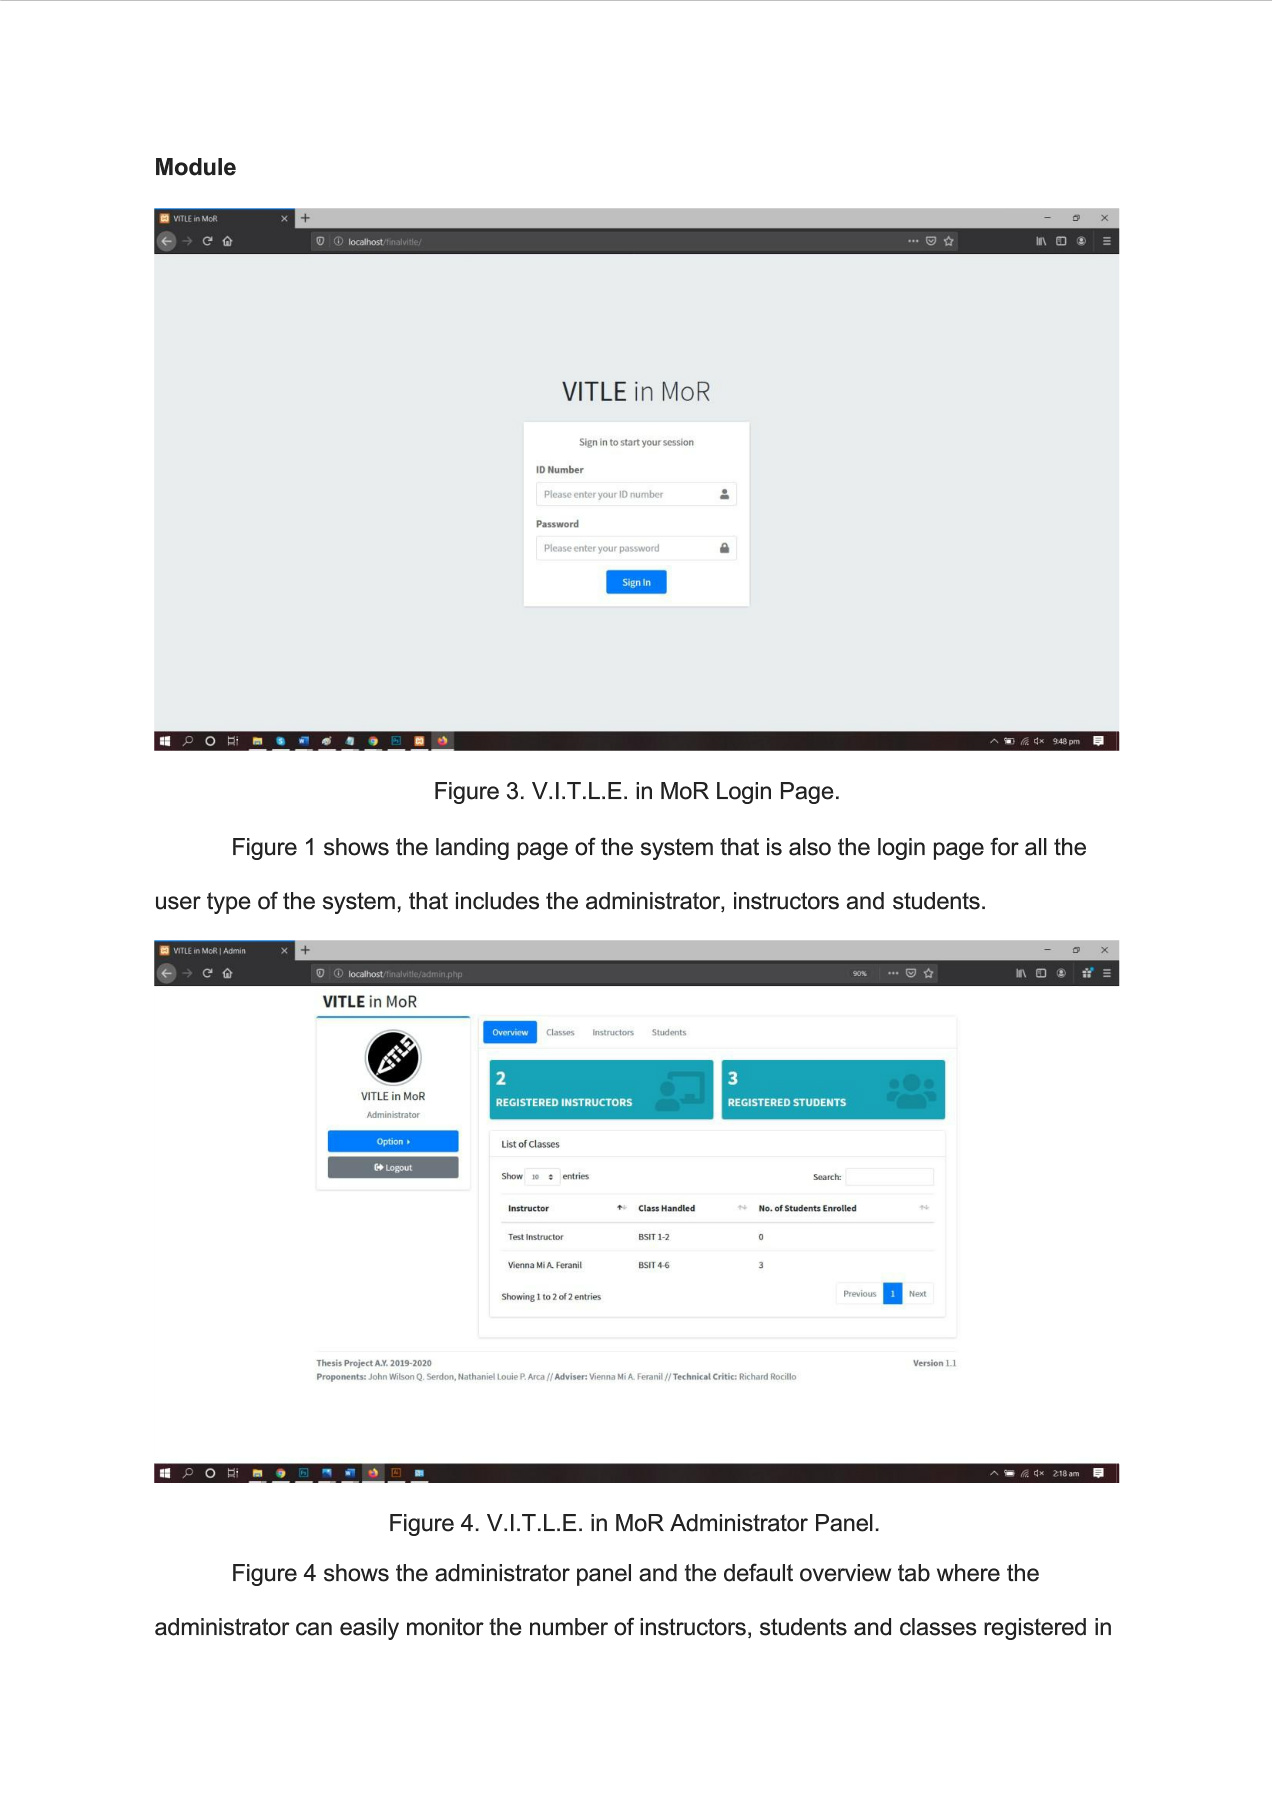 Module
VITLE in MoR
localhost/finalvitle/
VITLE in MoR
Sign in to start your session
ID Number
Please enter your ID number
Password
Please enter your password
Sign In
9:48 pm
Figure 3. V.I.T.L.E. in MoR Login Page.
Figure 1 shows the landing page of the system that is also the login page for all the
user type of the system, that includes the administrator, instructors and students.
VITLE in MoR | Admin
localhost/finalvitle/admin.php
90%
VITLE in MoR
Overview Classes Instructors Students
VITLE
VITLE in MoR
Administrator
Option
Logout
2
REGISTERED INSTRUCTORS
3
REGISTERED STUDENTS
List of Classes
Show 10 entries
Search:
Instructor Class Handled No. of Students Enrolled
Test Instructor BSIT 1-2 0
Vienna Mi A. Feranil BSIT 4-6 3
Showing 1 to 2 of 2 entries
Previous 1 Next
Thesis Project A.Y. 2019-2020
Version 1.1
Proponents: John Wilson Q. Serdon, Nathaniel Louie P. Arca // Adviser: Vienna Mi A. Feranil // Technical Critic: Richard Rocillo
2:18 am
Figure 4. V.I.T.L.E. in MoR Administrator Panel.
Figure 4 shows the administrator panel and the default overview tab where the
administrator can easily monitor the number of instructors, students and classes registered in